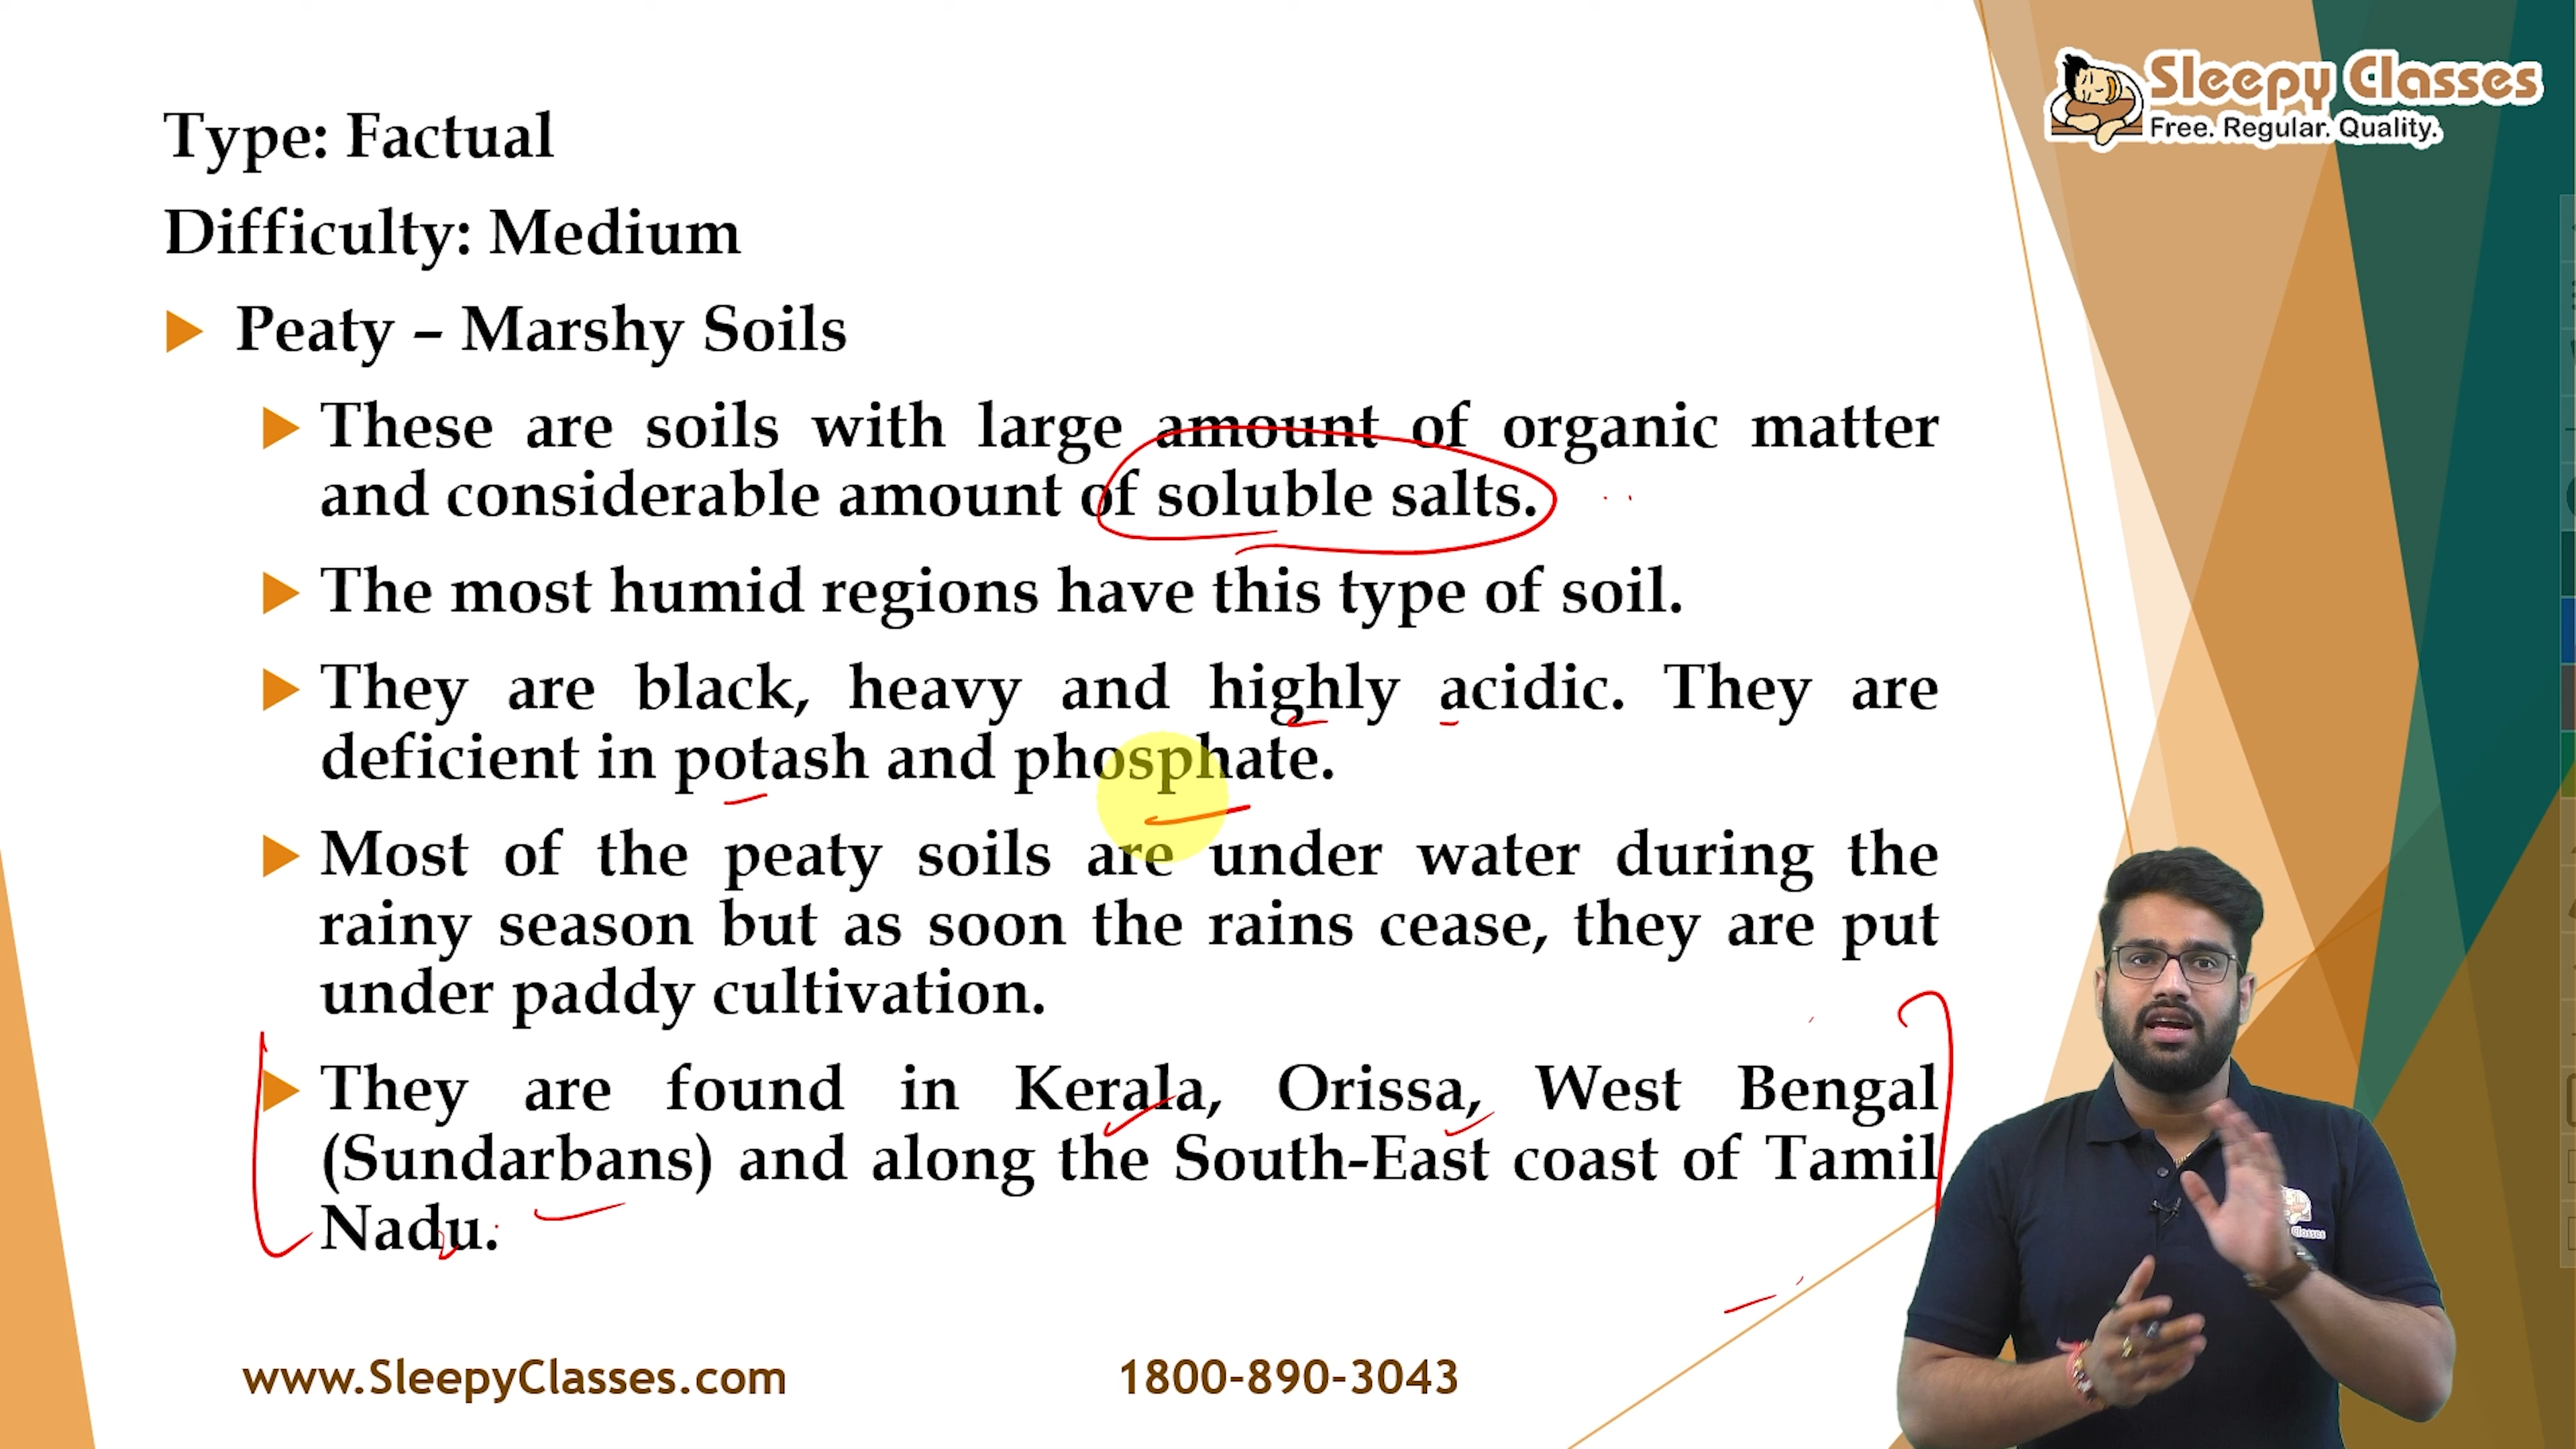 Sleepy Classes
Free. Regular. Quality.
Type: Factual
Difficulty: Medium
Peaty – Marshy Soils
These are soils with large amount of organic matter
and considerable amount of soluble salts.
The most humid regions have this type of soil.
They are black, heavy and highly acidic. They are
deficient in potash and phosphate.
Most of the peaty soils are under water during the
rainy season but as soon the rains cease, they are put
under paddy cultivation.
They are found in Kerala, Orissa, West Bengal
(Sundarbans) and along the South-East coast of Tamil
Nadu.
Classes
www.SleepyClasses.com
1800-890-3043